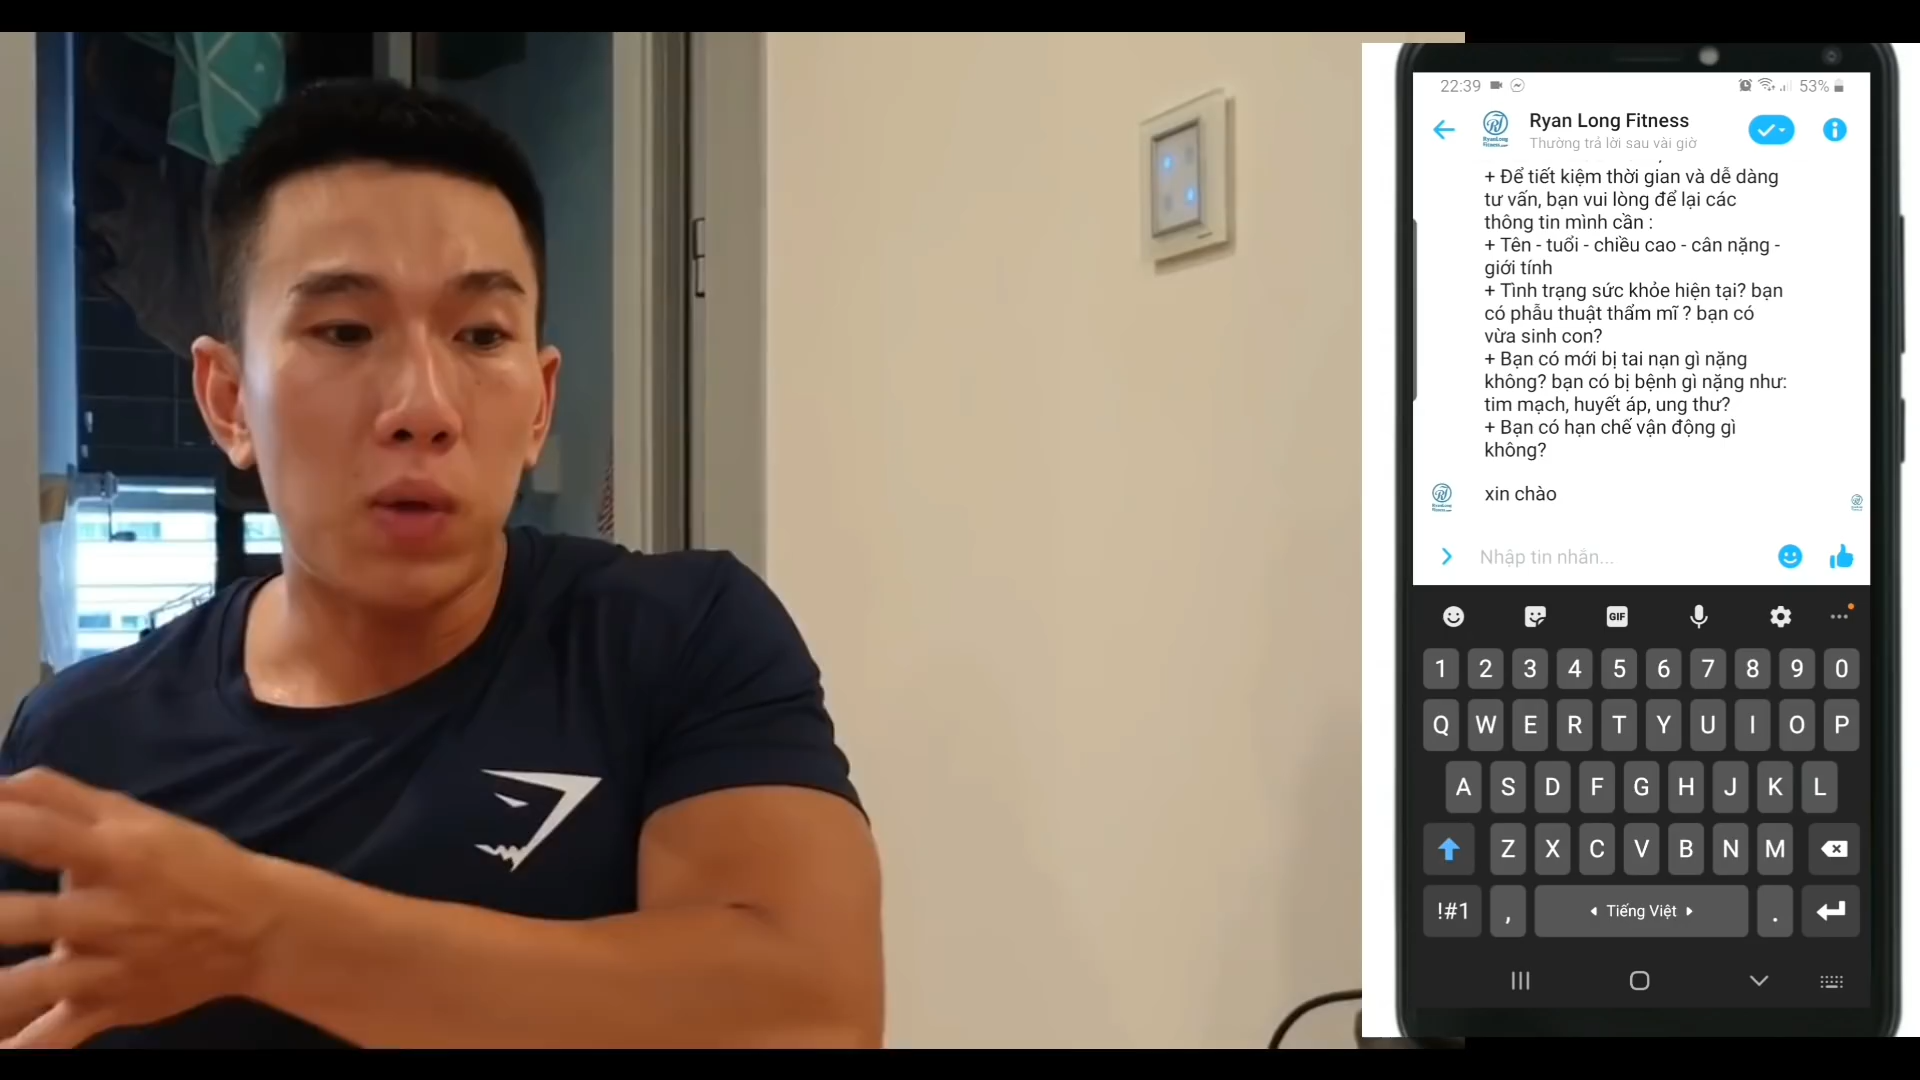 22:39
53%
Ryan Long Fitness
Thường trả lời sau vài giờ
+ Để tiết kiệm thời gian và dễ dàng
tư vấn, bạn vui lòng để lại các
thông tin mình cần :
+ Tên - tuổi - chiều cao - cân nặng -
giới tính
+ Tình trạng sức khỏe hiện tại? bạn
có phẫu thuật thẩm mĩ ? bạn có
vừa sinh con?
+ Bạn có mới bị tai nạn gì nặng
không? bạn có bị bệnh gì nặng như:
tim mạch, huyết áp, ung thư?
+ Bạn có hạn chế vận động gì
không?
xin chào
Nhập tin nhắn...
GIF
1 2 3 4 5 6 7 8 9 0
Q W E R T Y U I O P
A S D F G H J K L
Z X C V B N M
!#1 , Tiếng Việt .